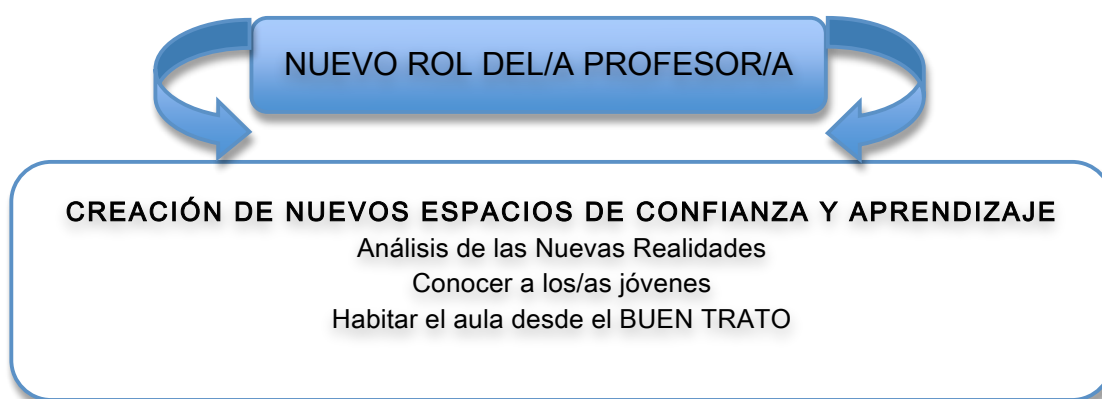 NUEVO ROL DEL/A PROFESOR/A
CREACIÓN DE NUEVOS ESPACIOS DE CONFIANZA Y APRENDIZAJE
Análisis de las Nuevas Realidades
Conocer a los/as jóvenes
Habitar el aula desde el BUEN TRATO